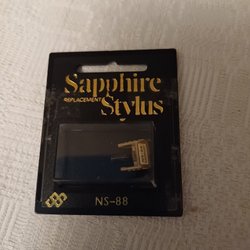 Sapphire
REPLACEMENT
Stylus
NS-88